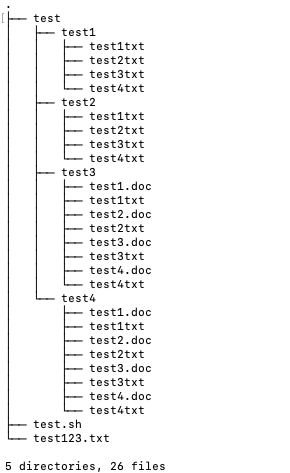 .
├── test
│   ├── test1
│   │   ├── test1txt
│   │   ├── test2txt
│   │   ├── test3txt
│   │   └── test4txt
│   ├── test2
│   │   ├── test1txt
│   │   ├── test2txt
│   │   ├── test3txt
│   │   └── test4txt
│   ├── test3
│   │   ├── test1.doc
│   │   ├── test1txt
│   │   ├── test2.doc
│   │   ├── test2txt
│   │   ├── test3.doc
│   │   ├── test3txt
│   │   ├── test4.doc
│   │   └── test4txt
│   └── test4
│       ├── test1.doc
│       ├── test1txt
│       ├── test2.doc
│       ├── test2txt
│       ├── test3.doc
│       ├── test3txt
│       ├── test4.doc
│       └── test4txt
├── test.sh
└── test123.txt

5 directories, 26 files